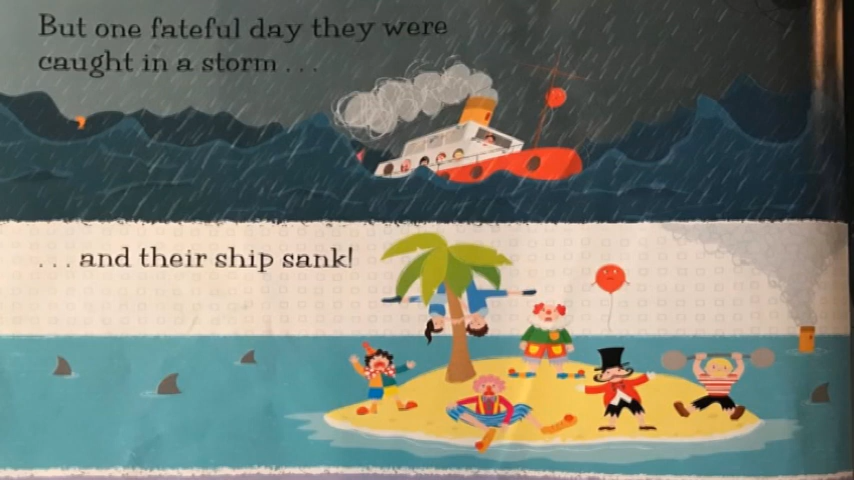 But one fateful day they were
caught in a storm . . .
. . . and their ship sank!